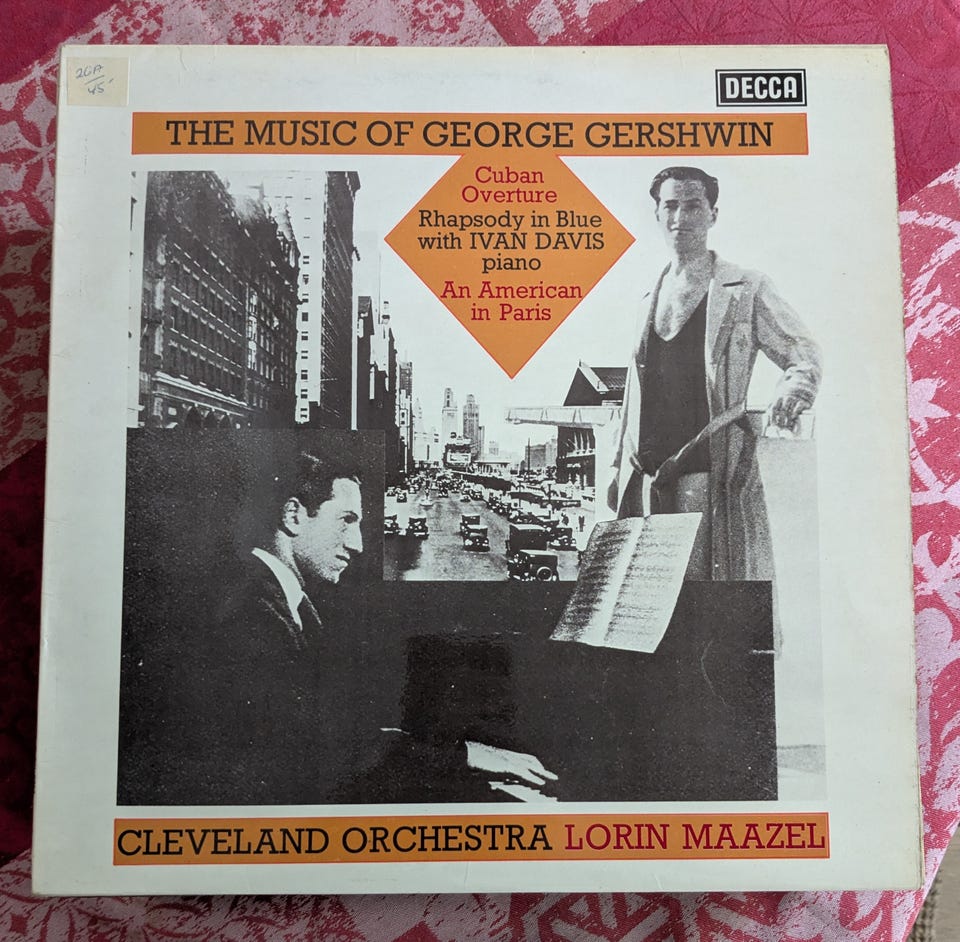 DECCA
THE MUSIC OF GEORGE GERSHWIN
Cuban
Overture
Rhapsody in Blue
with IVAN DAVIS
piano
An American
in Paris
CLEVELAND ORCHESTRA LORIN MAAZEL